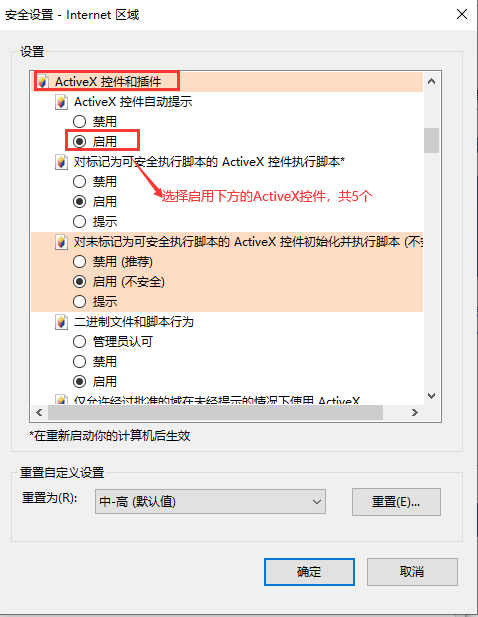 安全设置 - Internet 区域
设置
ActiveX 控件和插件
ActiveX 控件自动提示
禁用
启用
对标记为可安全执行脚本的 ActiveX 控件执行脚本*
禁用
启用
提示
选择启用下方的ActiveX控件，共5个
对未标记为可安全执行脚本的 ActiveX 控件初始化并执行脚本 (不安
禁用 (推荐)
启用 (不安全)
提示
二进制文件和脚本行为
管理员认可
禁用
启用
仅允许经过批准的域在未经提示的情况下使用 ActiveX
*在重新启动你的计算机后生效
重置自定义设置
重置为(R):
中-高 (默认值)
重置(E)...
确定
取消